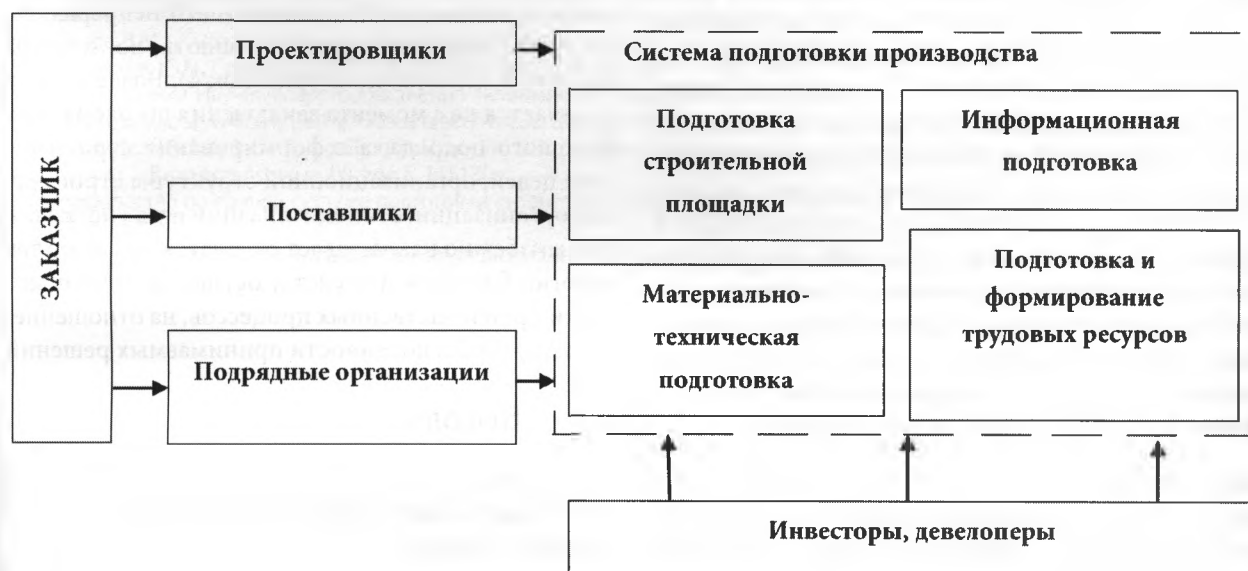 ЗАКАЗЧИК
Проектировщики
Поставщики
Подрядные организации
Система подготовки производства
Подготовка
строительной
площадки
Информационная
подготовка
Материально-
техническая
подготовка
Подготовка и
формирование
трудовых ресурсов
Инвесторы, девелоперы